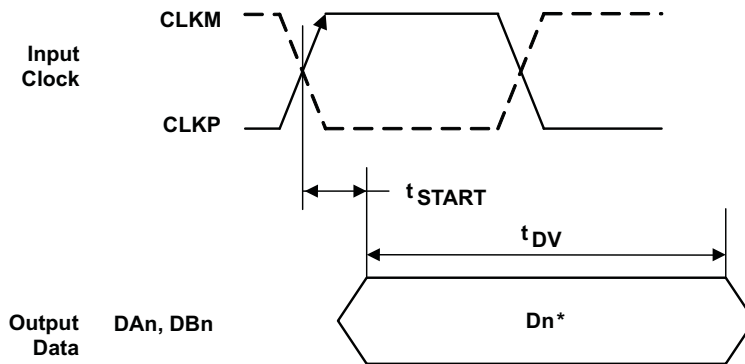 CLKM
Input
Clock
CLKP
tSTART
tDV
Output
Data
DAn, DBn
Dn*